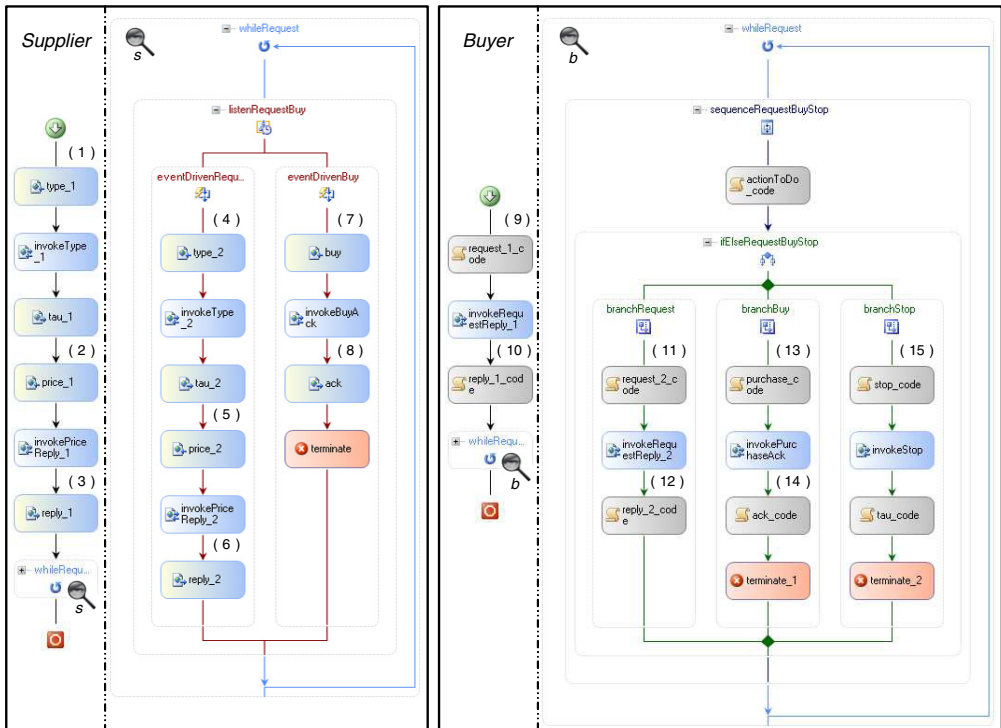 Supplier
s
whileRequest
listenRequestBuy
( 1 )
type_1
invokeType
_1
tau_1
( 2 )
price_1
invokePrice
Reply_1
( 3 )
reply_1
whileRequ...
s
eventDrivenRequ...
( 4 )
type_2
invokeType
_2
tau_2
( 5 )
price_2
invokePrice
Reply_2
( 6 )
reply_2
eventDrivenBuy
( 7 )
buy
invokeBuyA
ck
( 8 )
ack
terminate
Buyer
b
whileRequest
sequenceRequestBuyStop
actionToDo
_code
ifElseRequestBuyStop
( 9 )
request_1_c
ode
invokeRequ
estReply_1
( 10 )
reply_1_cod
e
whileRequ...
b
branchRequest
( 11 )
request_2_c
ode
invokeRequ
estReply_2
( 12 )
reply_2_cod
e
branchBuy
( 13 )
purchase_c
ode
invokePurc
haseAck
( 14 )
ack_code
terminate_1
branchStop
( 15 )
stop_code
invokeStop
tau_code
terminate_2